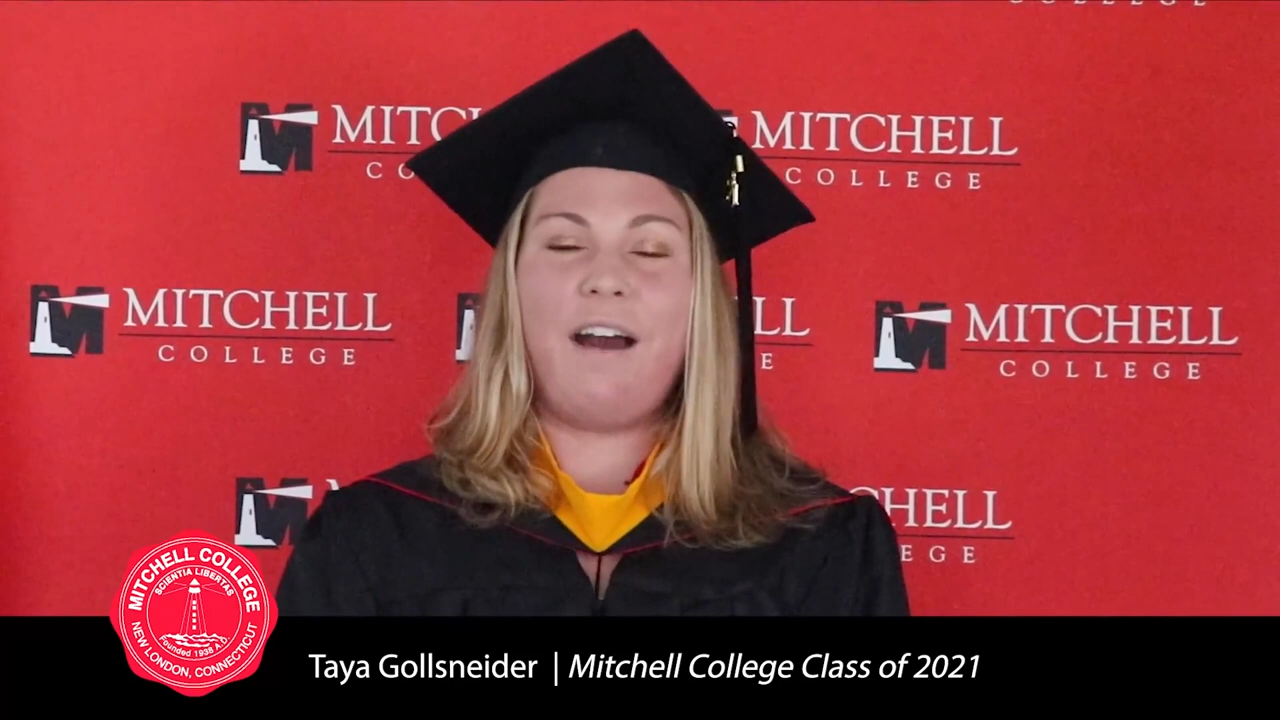 COLLEGE
MITCHELL
COLLEGE
MITCHELL
COLLEGE
MITCHELL
COLLEGE
MITCHELL
COLLEGE
MITCHELL COLLEGE
SCIENTIA LIBERTAS
Founded 1938 A.D.
NEW LONDON, CONNECTICUT
Taya Gollsneider | Mitchell College Class of 2021